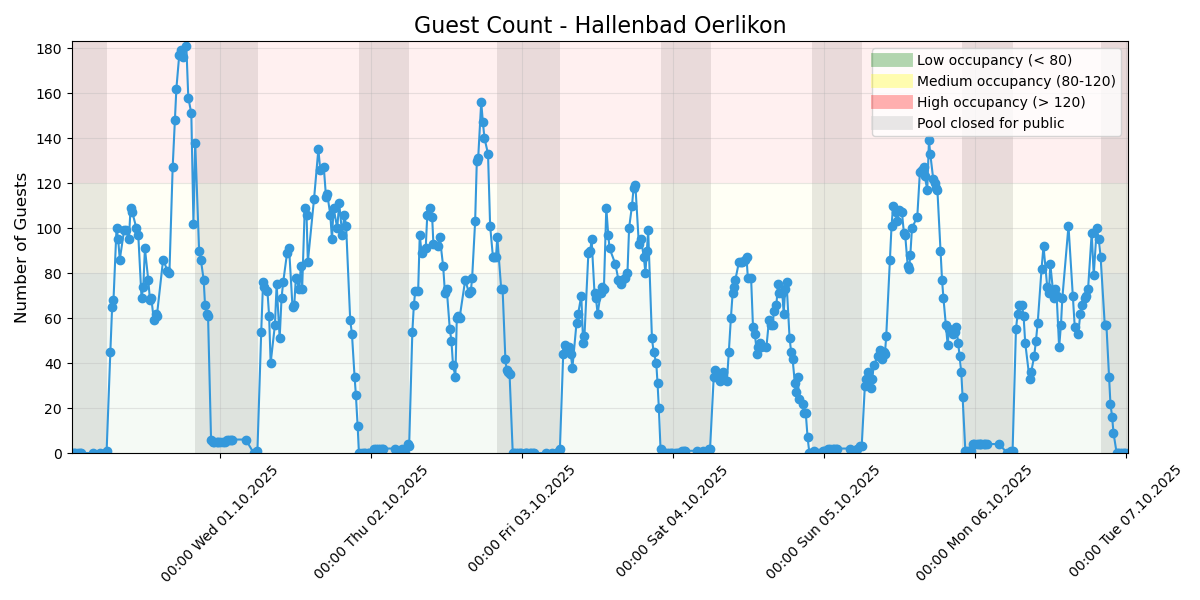 Guest Count - Hallenbad Oerlikon
Low occupancy (< 80)
Medium occupancy (80-120)
High occupancy (> 120)
Pool closed for public
Number of Guests
180
160
140
120
100
80
60
40
20
0
00:00 Wed 01.10.2025
00:00 Thu 02.10.2025
00:00 Fri 03.10.2025
00:00 Sat 04.10.2025
00:00 Sun 05.10.2025
00:00 Mon 06.10.2025
00:00 Tue 07.10.2025